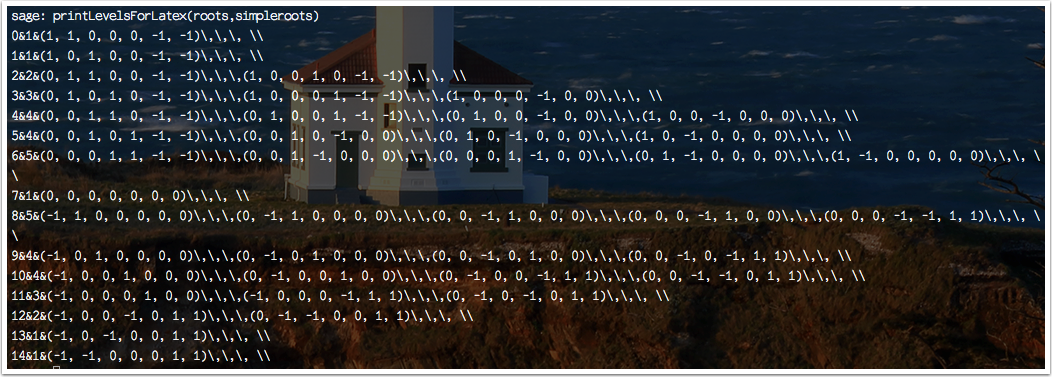 sage: printLevelsForLatex(roots,simpleroots)
0&1&(1, 1, 0, 0, 0, -1, -1)\,\,\, \\
1&1&(1, 0, 1, 0, 0, -1, -1)\,\,\, \\
2&2&(0, 1, 1, 0, 0, -1, -1)\,\,\,(1, 0, 0, 1, 0, -1, -1)\,\,\, \\
3&3&(0, 1, 0, 1, 0, -1, -1)\,\,\,(1, 0, 0, 0, 1, -1, -1)\,\,\,(1, 0, 0, 0, -1, 0, 0)\,\,\, \\
4&4&(0, 0, 1, 1, 0, -1, -1)\,\,\,(0, 1, 0, 0, 1, -1, -1)\,\,\,(0, 1, 0, 0, -1, 0, 0)\,\,\,(1, 0, 0, -1, 0, 0, 0)\,\,\, \\
5&4&(0, 0, 1, 0, 1, -1, -1)\,\,\,(0, 0, 1, 0, -1, 0, 0)\,\,\,(0, 1, 0, -1, 0, 0, 0)\,\,\,(1, 0, -1, 0, 0, 0, 0)\,\,\, \\
6&5&(0, 0, 0, 1, 1, -1, -1)\,\,\,(0, 0, 1, -1, 0, 0, 0)\,\,\,(0, 0, 0, 1, -1, 0, 0)\,\,\,(0, 1, -1, 0, 0, 0, 0)\,\,\,(1, -1, 0, 0, 0, 0, 0)\,\,\, \
\
7&1&(0, 0, 0, 0, 0, 0, 0)\,\,\, \\
8&5&(-1, 1, 0, 0, 0, 0, 0)\,\,\,(0, -1, 1, 0, 0, 0, 0)\,\,\,(0, 0, -1, 1, 0, 0, 0)\,\,\,(0, 0, 0, -1, 1, 0, 0)\,\,\,(0, 0, 0, -1, -1, 1, 1)\,\,\, \
\
9&4&(-1, 0, 1, 0, 0, 0, 0)\,\,\,(0, -1, 0, 1, 0, 0, 0)\,\,\,(0, 0, -1, 0, 1, 0, 0)\,\,\,(0, 0, -1, 0, -1, 1, 1)\,\,\, \\
10&4&(-1, 0, 0, 1, 0, 0, 0)\,\,\,(0, -1, 0, 0, 1, 0, 0)\,\,\,(0, -1, 0, 0, -1, 1, 1)\,\,\,(0, 0, -1, -1, 0, 1, 1)\,\,\, \\
11&3&(-1, 0, 0, 0, 1, 0, 0)\,\,\,(-1, 0, 0, 0, -1, 1, 1)\,\,\,(0, -1, 0, -1, 0, 1, 1)\,\,\, \\
12&2&(-1, 0, 0, -1, 0, 1, 1)\,\,\,(0, -1, -1, 0, 0, 1, 1)\,\,\, \\
13&1&(-1, 0, -1, 0, 0, 1, 1)\,\,\, \\
14&1&(-1, -1, 0, 0, 0, 1, 1)\,\,\, \\